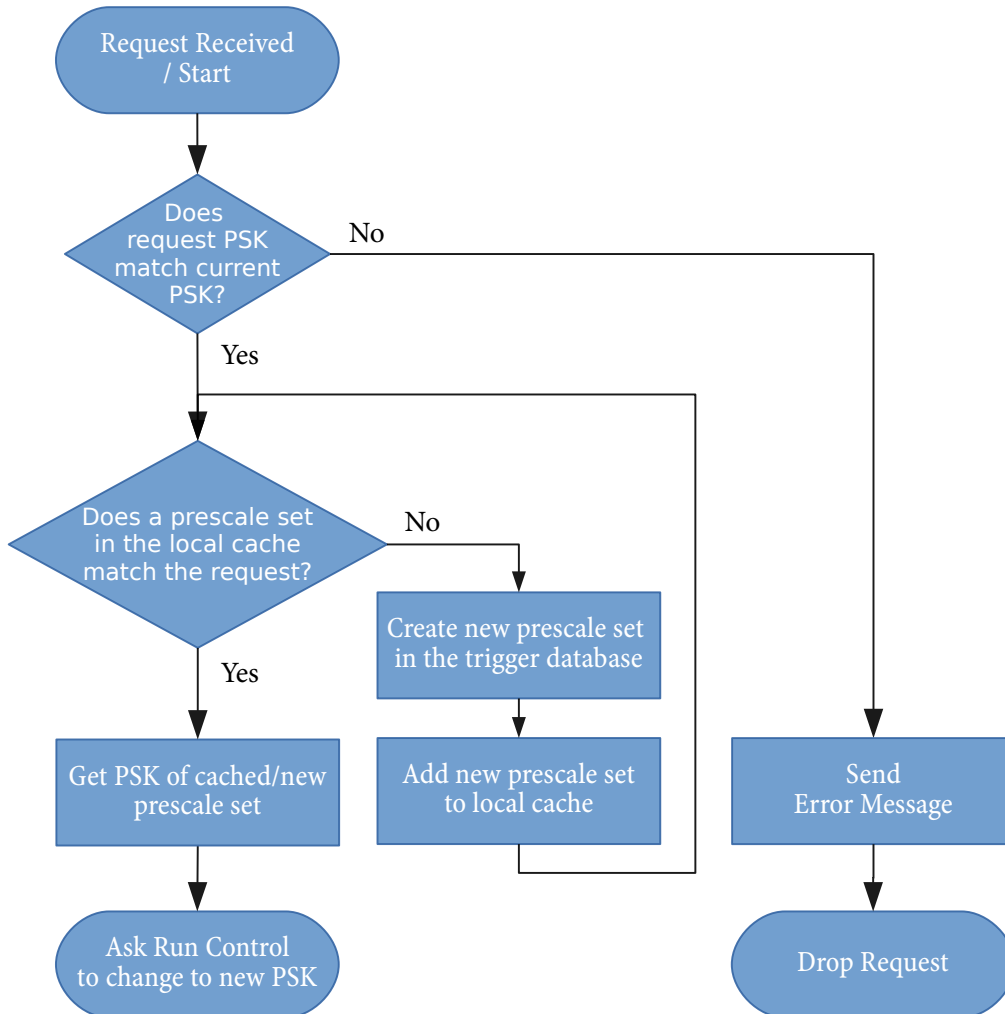 Request Received
/ Start
Does
request PSK
match current
PSK?
No
Yes
Does a prescale set
in the local cache
match the request?
No
Create new prescale set
in the trigger database
Yes
Get PSK of cached/new
prescale set
Add new prescale set
to local cache
Send
Error Message
Ask Run Control
to change to new PSK
Drop Request